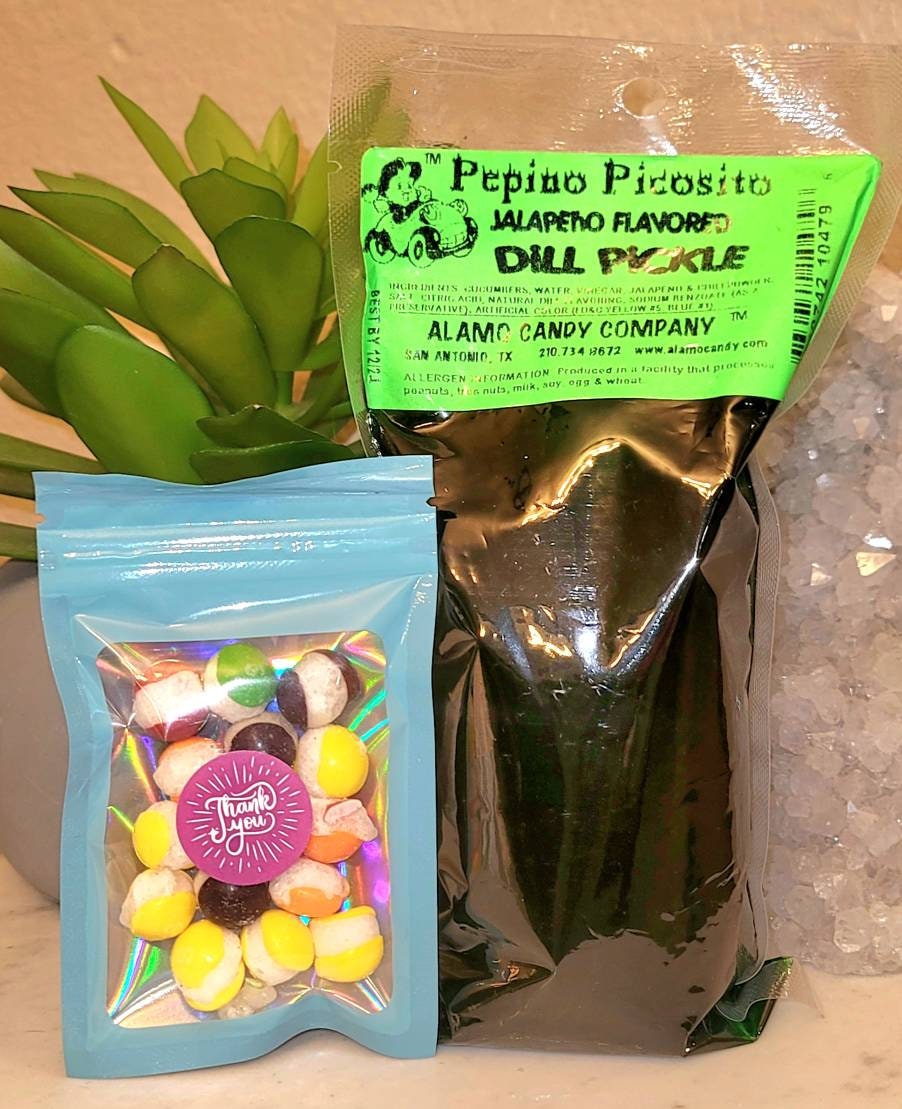 ™ Pepino Picosito
JALAPEÑO FLAVORED
DILL PICKLE
INGREDIENTS: CUCUMBERS, WATER, VINEGAR, JALAPENO & CHILI POWDER,
SALT, CITRIC ACID, NATURAL DILL FLAVORING, SODIUM BENZOATE (AS A
PRESERVATIVE), ARTIFICIAL COLOR (FD&C YELLOW #5, BLUE #1)
ALAMO CANDY COMPANY ™
SAN ANTONIO, TX 210.734.8672 www.alamocandy.com
ALLERGEN INFORMATION: Produced in a facility that processes
peanuts, tree nuts, milk, soy, egg & wheat.
BEST BY 12/21
242 10479 6
Thank
you